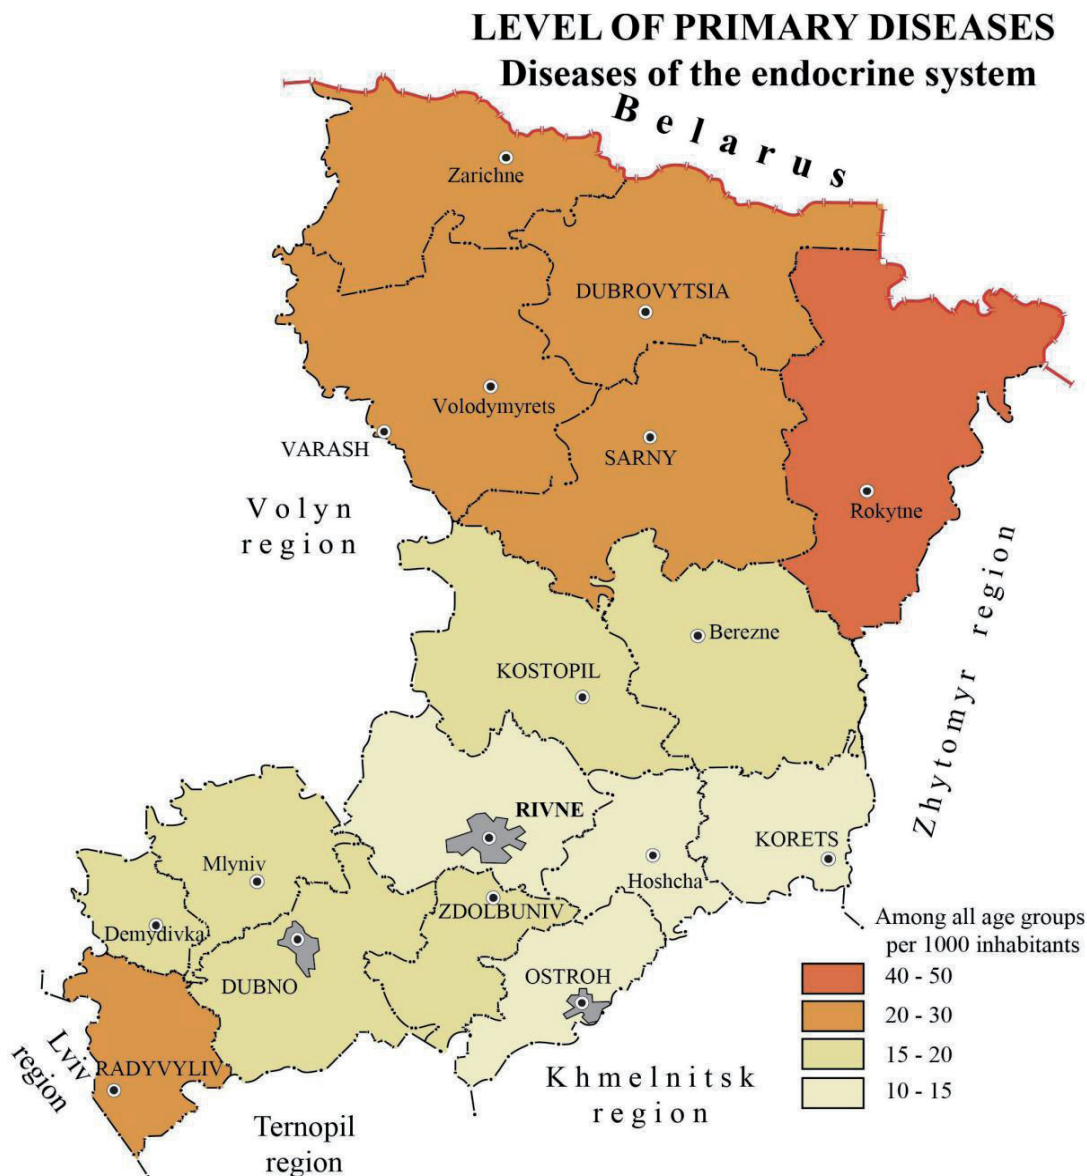 LEVEL OF PRIMARY DISEASES
Diseases of the endocrine system
Belarus
Zarichne
DUBROVYTSIA
Volodymyrets
VARASH
SARNY
Volyn
region
Rokytne
Zhytomyr region
Berezne
KOSTOPIL
RIVNE
KORETS
Mlyniv
Hoshcha
ZDOLBUNIV
Demydivka
DUBNO
OSTROH
RADYVYLIV
Lviv
region
Khmelnitsk
region
Ternopil
region
Among all age groups
per 1000 inhabitants
40 - 50
20 - 30
15 - 20
10 - 15